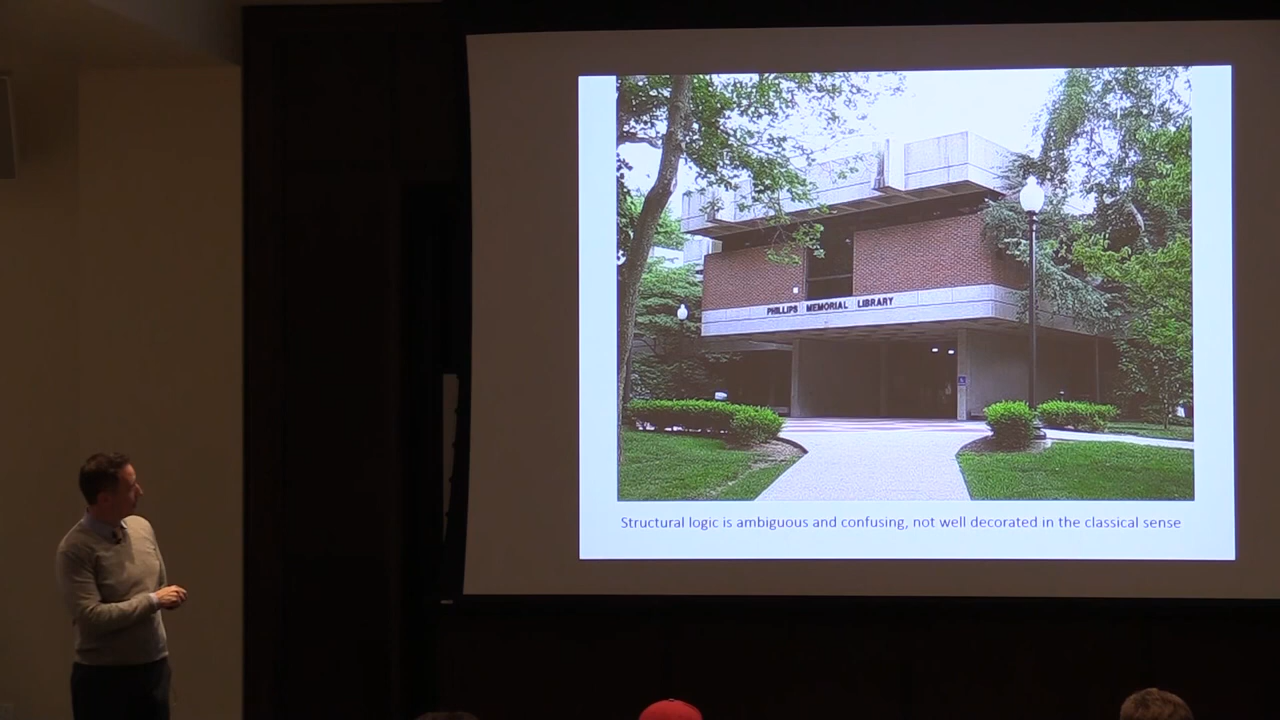 PHILLIPS MEMORIAL LIBRARY
Structural logic is ambiguous and confusing, not well decorated in the classical sense